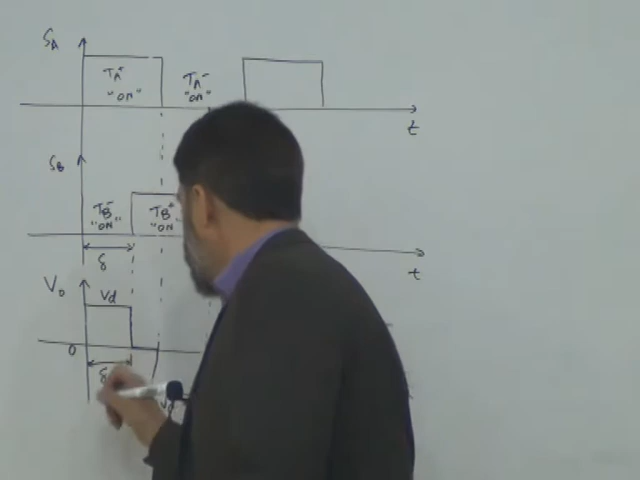 SA
TA+ TA-
"ON" "ON"
t
SB
TB- TB+
"ON" "ON
δ
t
Vo
Vd
0
δ